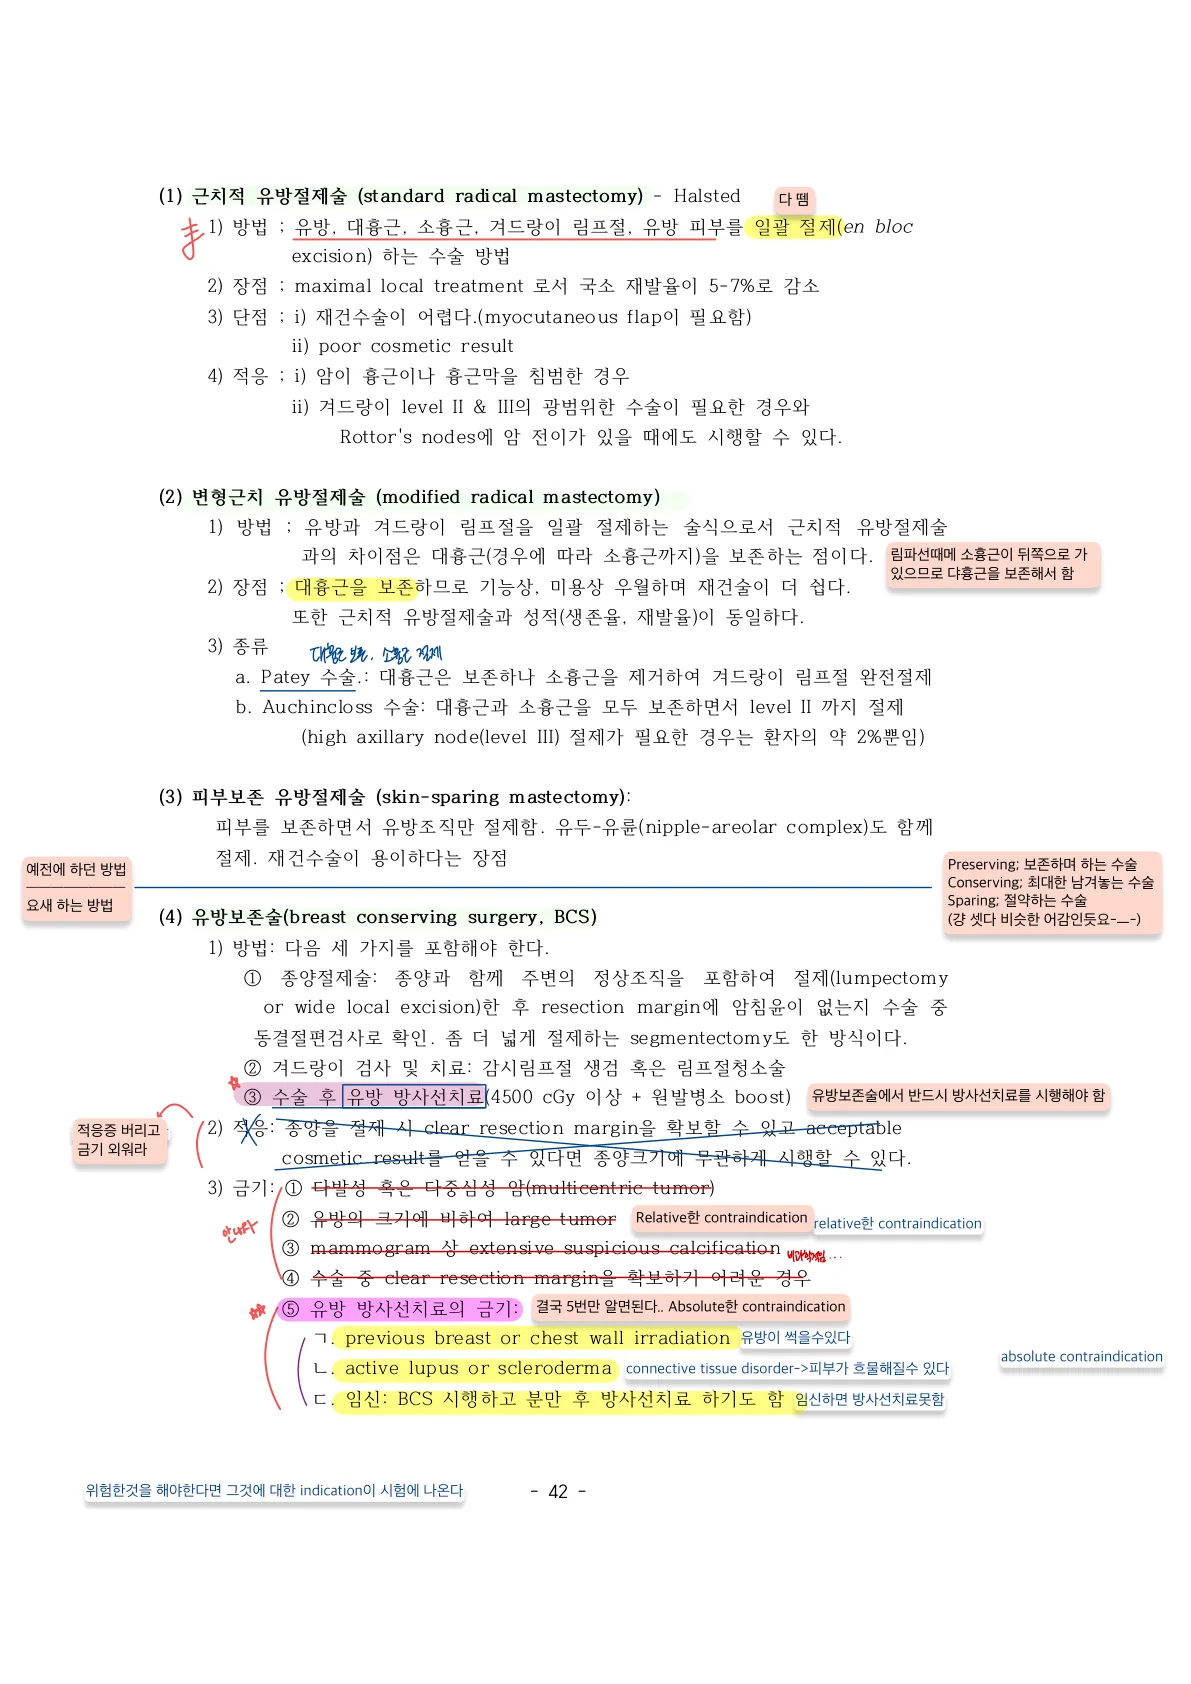 (1) 근치적 유방절제술 (standard radical mastectomy) - Halsted
다 뗌
1) 방법 ; 유방, 대흉근, 소흉근, 겨드랑이 림프절, 유방 피부를 일괄 절제(en bloc
excision) 하는 수술 방법
2) 장점 ; maximal local treatment 로서 국소 재발율이 5-7%로 감소
3) 단점 ; i) 재건수술이 어렵다.(myocutaneous flap이 필요함)
ii) poor cosmetic result
4) 적응 ; i) 암이 흉근이나 흉근막을 침범한 경우
ii) 겨드랑이 level II & III의 광범위한 수술이 필요한 경우와
Rottor's nodes에 암 전이가 있을 때에도 시행할 수 있다.
(2) 변형근치 유방절제술 (modified radical mastectomy)
1) 방법 ; 유방과 겨드랑이 림프절을 일괄 절제하는 술식으로서 근치적 유방절제술
과의 차이점은 대흉근(경우에 따라 소흉근까지)을 보존하는 점이다.
림파선때메 소흉근이 뒤쪽으로 가
있으므로 댜흉근을 보존해서 함
2) 장점 ; 대흉근을 보존하므로 기능상, 미용상 우월하며 재건술이 더 쉽다.
또한 근치적 유방절제술과 성적(생존율, 재발율)이 동일하다.
3) 종류
대흉근 보존, 소흉근 절제
a. Patey 수술.: 대흉근은 보존하나 소흉근을 제거하여 겨드랑이 림프절 완전절제
b. Auchincloss 수술: 대흉근과 소흉근을 모두 보존하면서 level II 까지 절제
(high axillary node(level III) 절제가 필요한 경우는 환자의 약 2%뿐임)
(3) 피부보존 유방절제술 (skin-sparing mastectomy):
피부를 보존하면서 유방조직만 절제함. 유두-유륜(nipple-areolar complex)도 함께
절제. 재건수술이 용이하다는 장점
예전에 하던 방법
요새 하는 방법
Preserving; 보존하며 하는 수술
Conserving; 최대한 남겨놓는 수술
Sparing; 절약하는 수술
(걍 셋다 비슷한 어감인듯요-ㅡ-)
(4) 유방보존술(breast conserving surgery, BCS)
1) 방법: 다음 세 가지를 포함해야 한다.
① 종양절제술: 종양과 함께 주변의 정상조직을 포함하여 절제(lumpectomy
or wide local excision)한 후 resection margin에 암침윤이 없는지 수술 중
동결절편검사로 확인. 좀 더 넓게 절제하는 segmentectomy도 한 방식이다.
② 겨드랑이 검사 및 치료: 감시림프절 생검 혹은 림프절청소술
③ 수술 후 유방 방사선치료(4500 cGy 이상 + 원발병소 boost)
유방보존술에서 반드시 방사선치료를 시행해야 함
적응증 버리고
금기 외워라
2) 적응: 종양을 절제 시 clear resection margin을 확보할 수 있고 acceptable
cosmetic result를 얻을 수 있다면 종양크기에 무관하게 시행할 수 있다.
3) 금기: ① 다발성 혹은 다중심성 암(multicentric tumor)
② 유방의 크기에 비하여 large tumor
Relative한 contraindication
relative한 contraindication
안나와
③ mammogram 상 extensive suspicious calcification
④ 수술 중 clear resection margin을 확보하기 어려운 경우
⑤ 유방 방사선치료의 금기:
결국 5번만 알면된다.. Absolute한 contraindication
ㄱ. previous breast or chest wall irradiation
유방이 썩을수있다
absolute contraindication
ㄴ. active lupus or scleroderma
connective tissue disorder->피부가 흐물해질수 있다
ㄷ. 임신: BCS 시행하고 분만 후 방사선치료 하기도 함
임신하면 방사선치료못함
위험한것을 해야한다면 그것에 대한 indication이 시험에 나온다
- 42 -